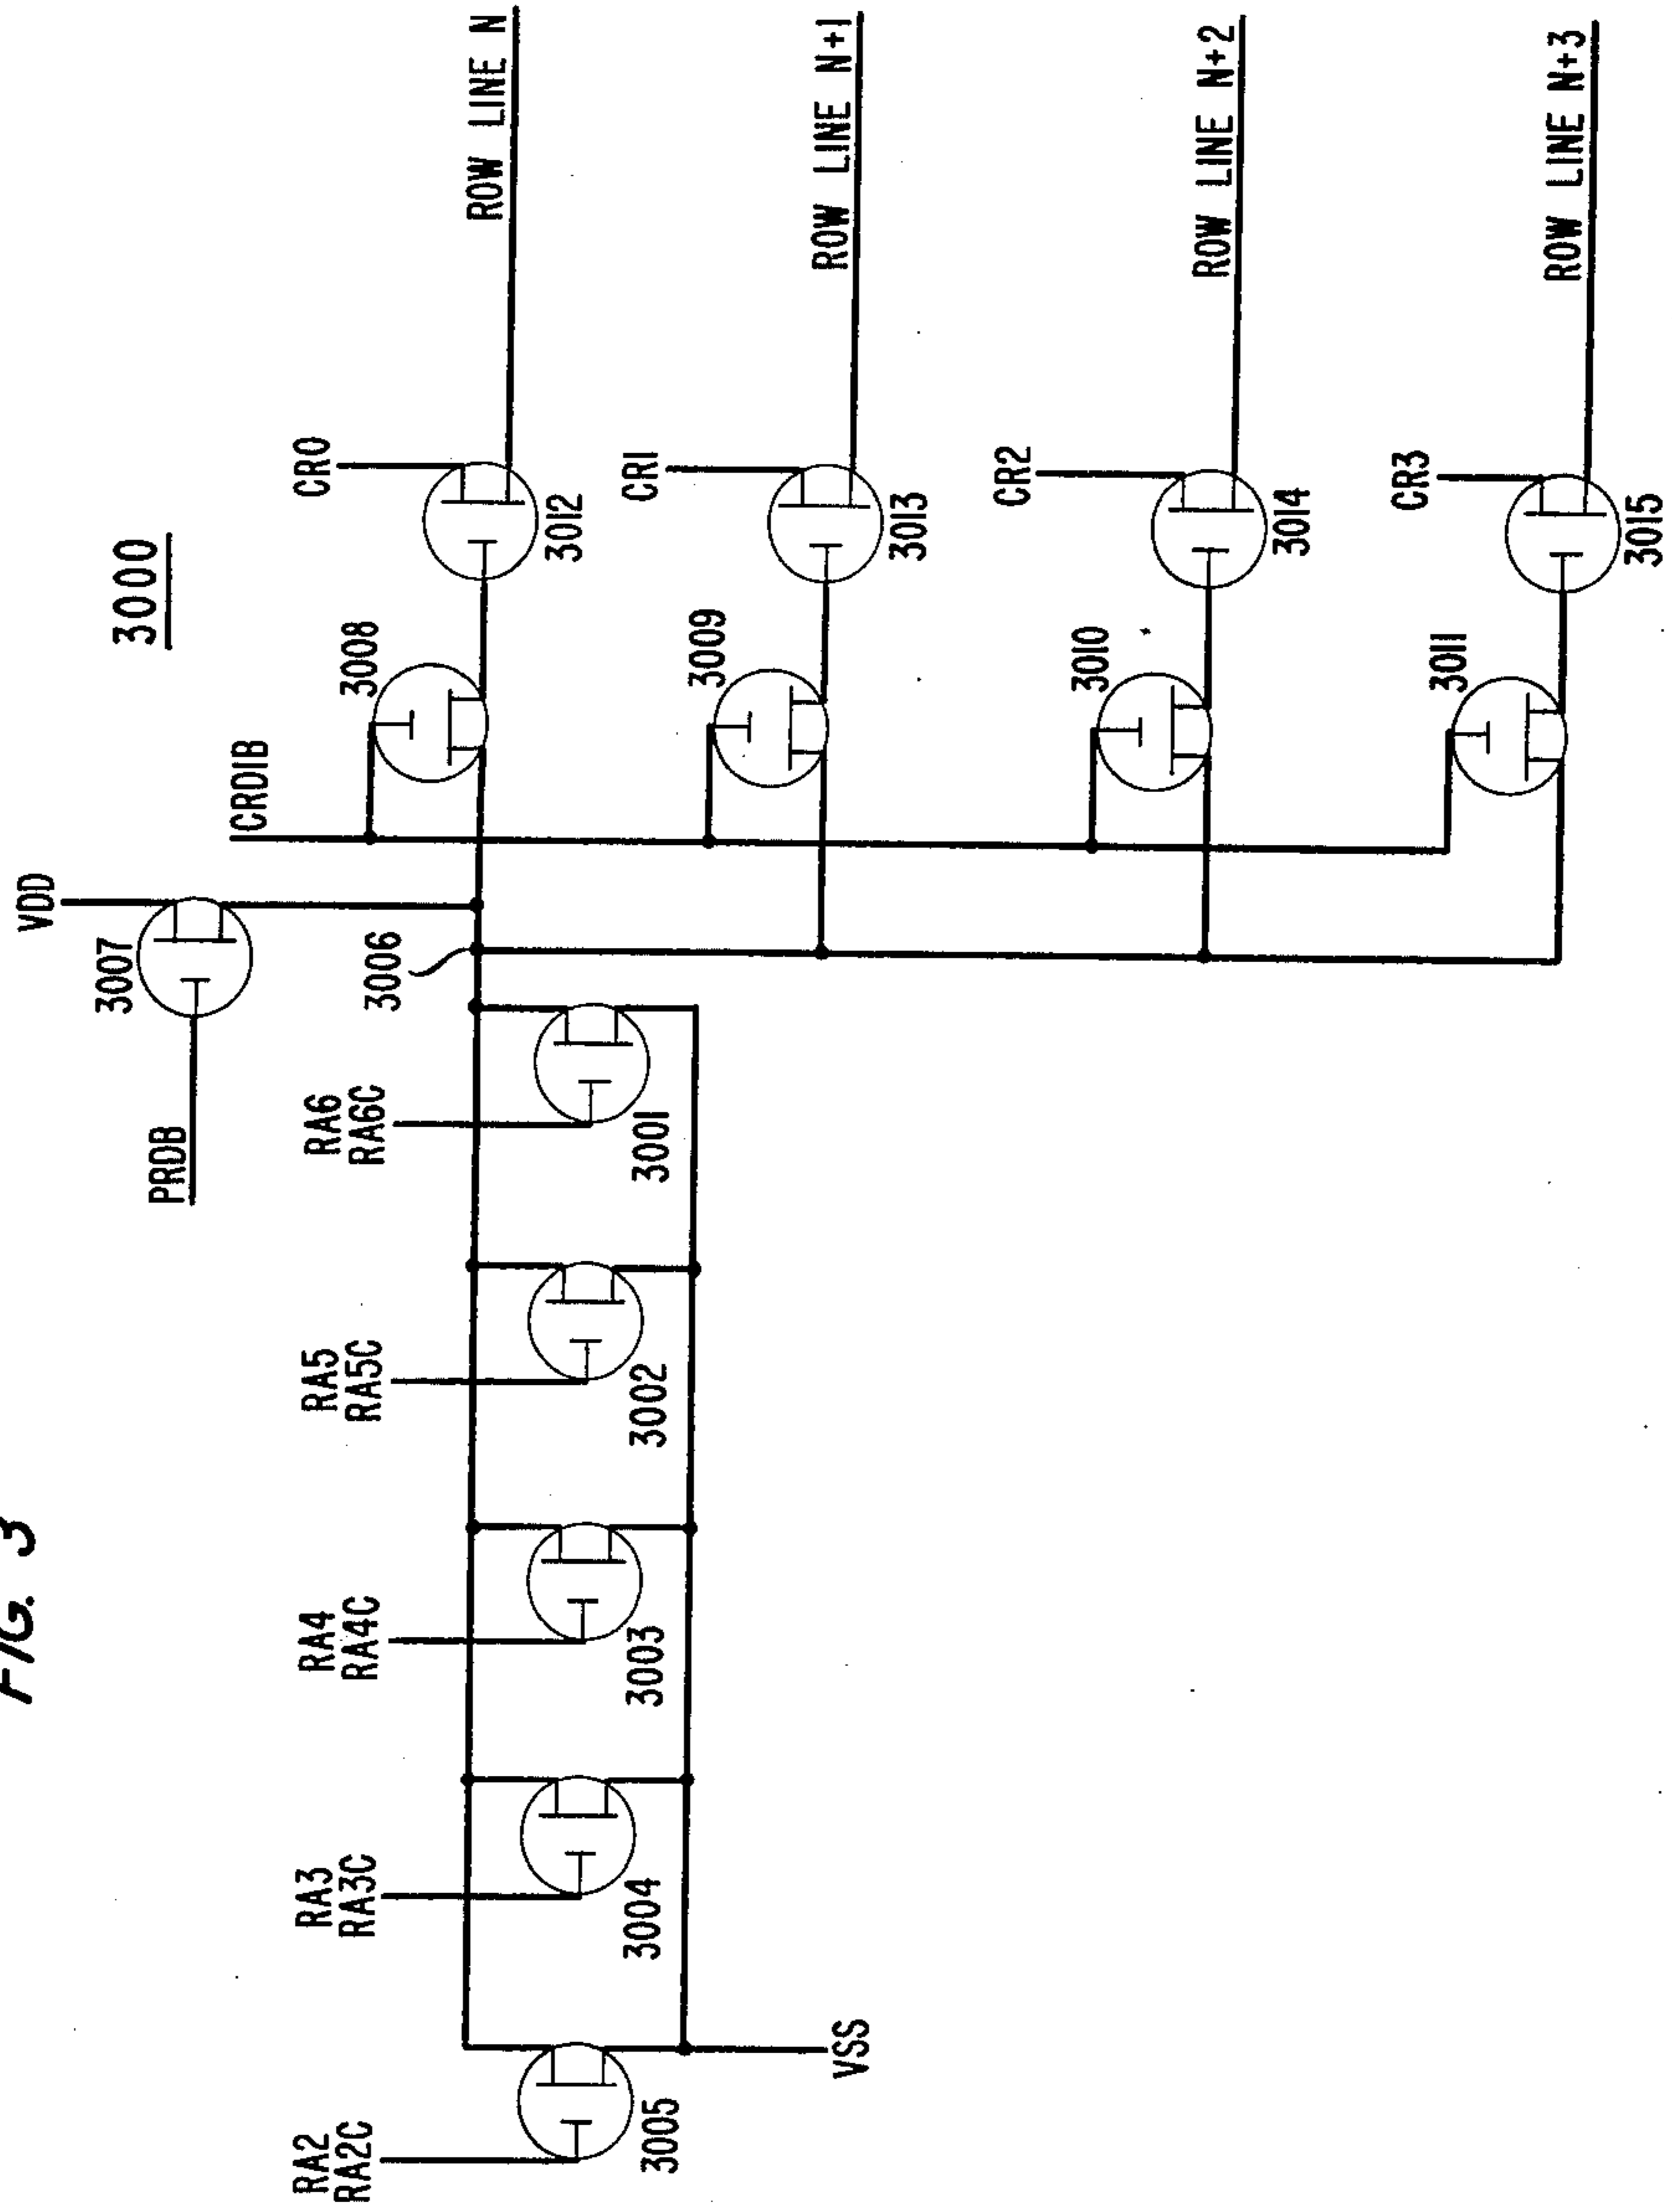 FIG. 3
3000
VDD
PRDB
3007
CRD1B
3006
RA2
RA2C
3005
RA3
RA3C
3004
RA4
RA4C
3003
RA5
RA5C
3002
RA6
RA6C
3001
VSS
3008
CR0
3012
ROW LINE N
3009
CR1
3013
ROW LINE N+1
3010
CR2
3014
ROW LINE N+2
3011
CR3
3015
ROW LINE N+3